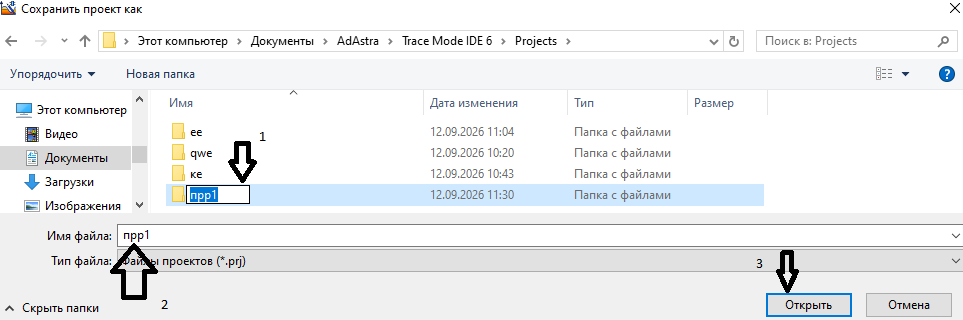 Сохранить проект как
Этот компьютер › Документы › AdAstra › Trace Mode IDE 6 › Projects ›
Поиск в: Projects
Упорядочить
Новая папка
?
Этот компьютер
Видео
Документы
Загрузки
Изображения
Имя
Дата изменения
Тип
Размер
ее 12.09.2026 11:04 Папка с файлами
1
qwe 12.09.2026 10:20 Папка с файлами
ке 12.09.2026 10:43 Папка с файлами
прр1 12.09.2026 11:30 Папка с файлами
Имя файла: прр1
Тип файла: Файлы проектов (*.prj)
3
2
Скрыть папки
Открыть
Отмена